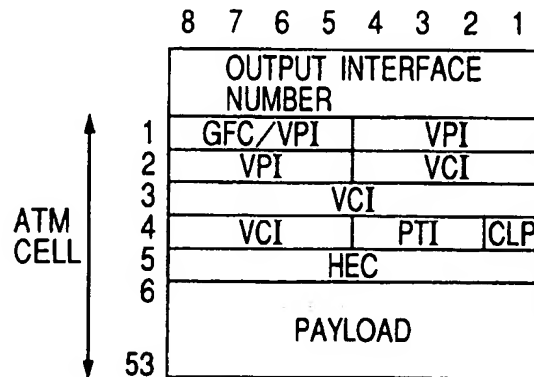 8 7 6 5 4 3 2 1
OUTPUT INTERFACE
NUMBER
1 GFC/VPI VPI
2 VPI VCI
3 VCI
ATM
CELL
4 VCI PTI CLP
5 HEC
6
PAYLOAD
53